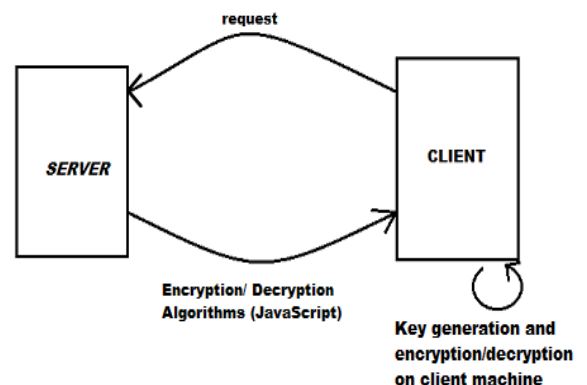 request
SERVER
CLIENT
Encryption/ Decryption
Algorithms (JavaScript)
Key generation and
encryption/decryption
on client machine